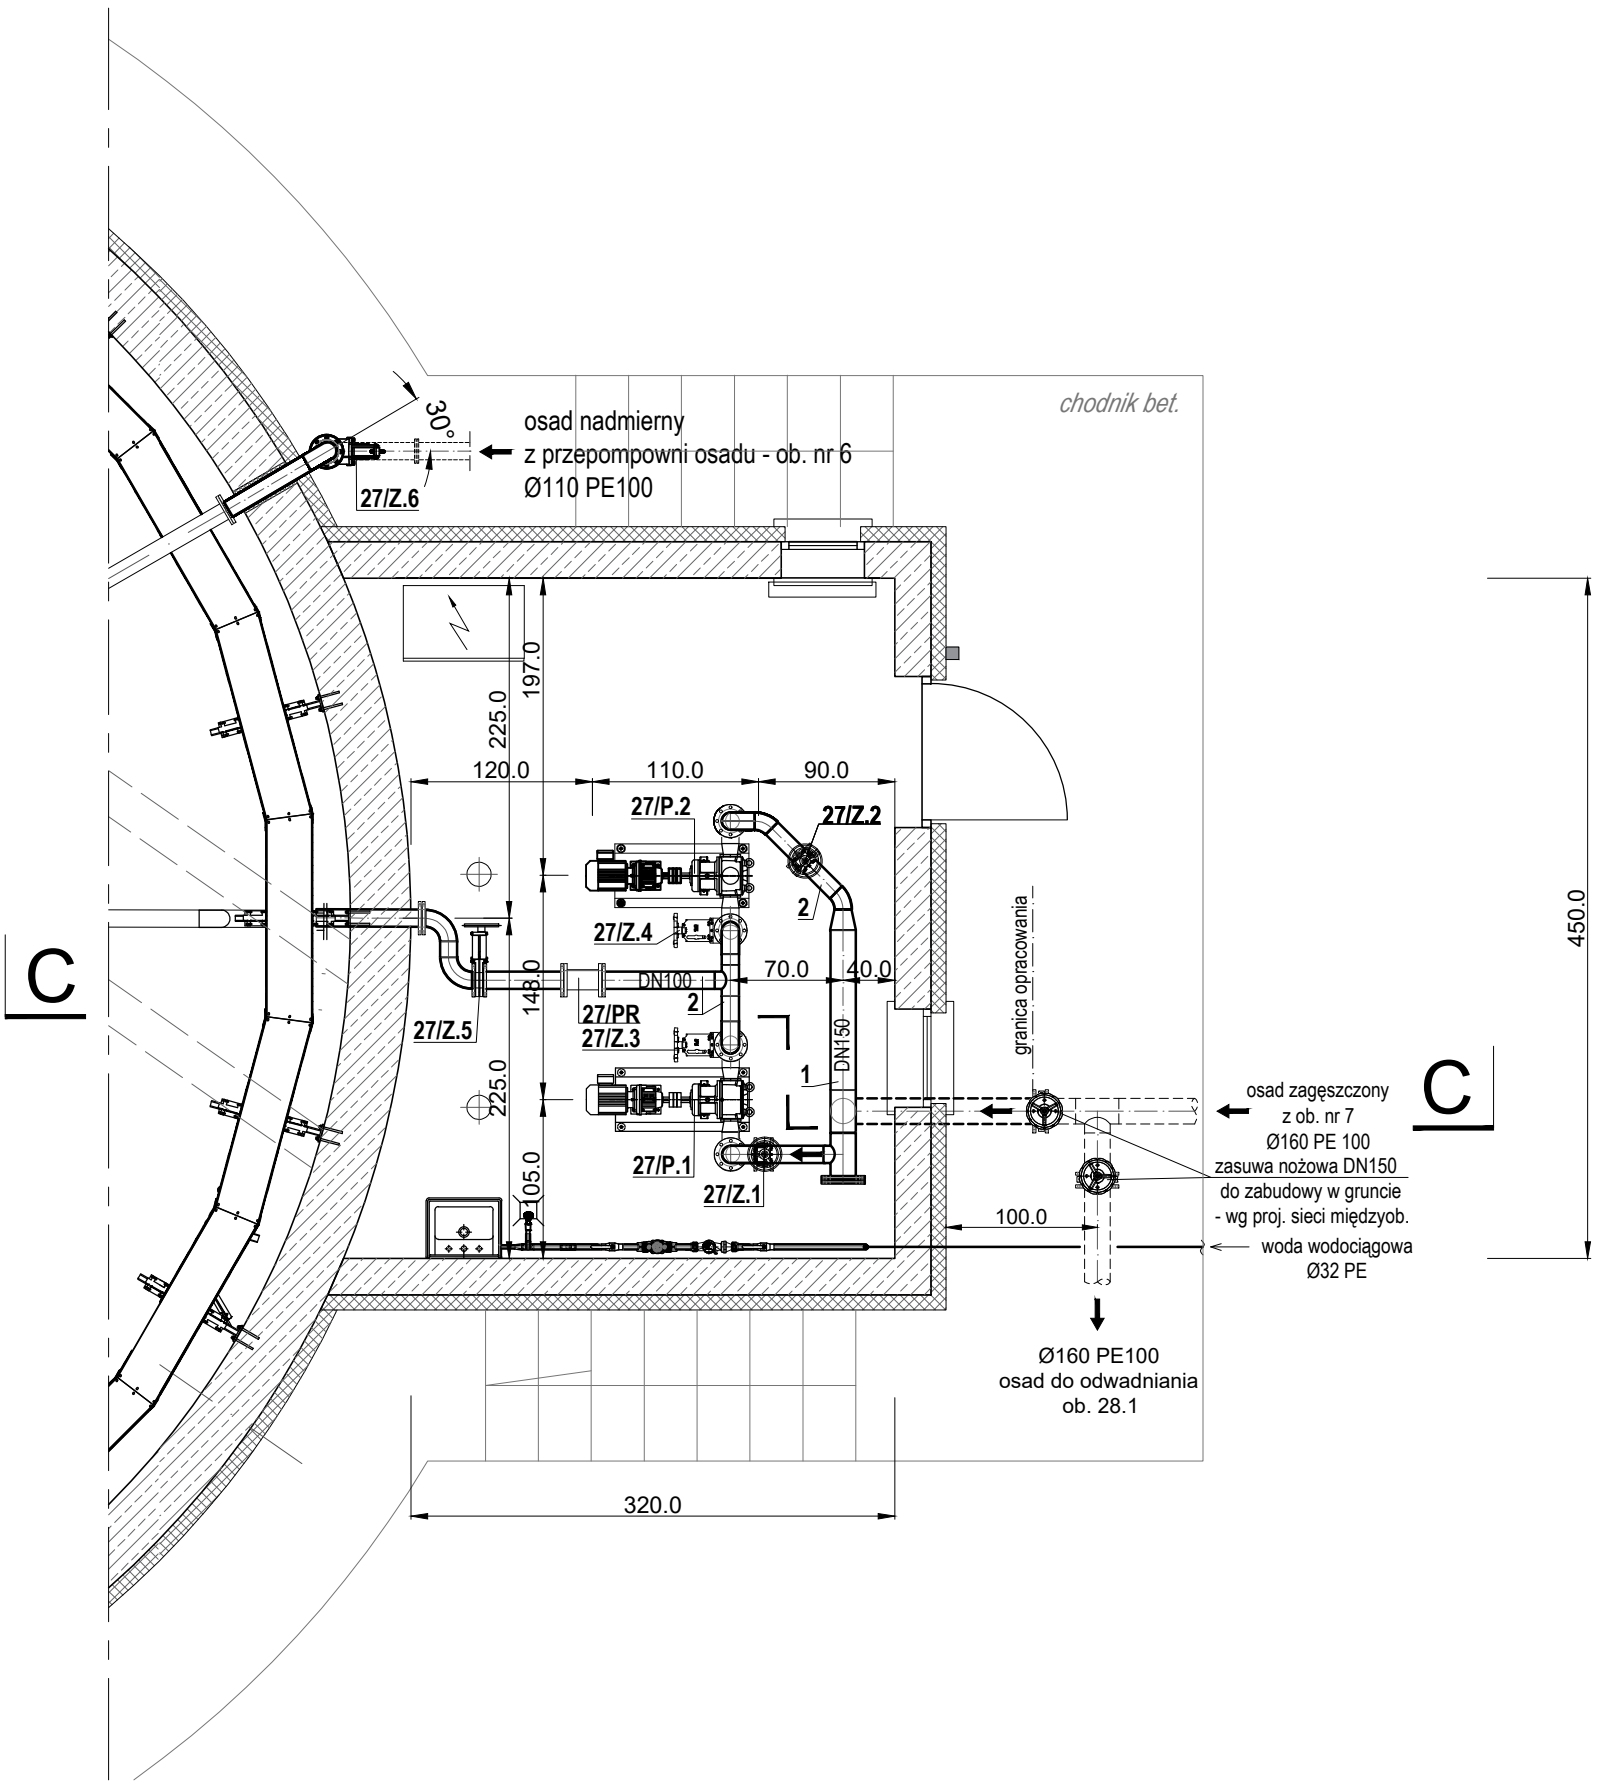 chodnik bet.
30°
osad nadmierny
z przepompowni osadu - ob. nr 6
Ø110 PE100
27/Z.6
197.0
225.0
120.0
110.0
90.0
27/P.2
27/Z.2
2
27/Z.4
450.0
granica opracowania
C
70.0
40.0
DN100
148.0
2
27/PR
27/Z.5
27/Z.3
DN150
1
225.0
C
osad zagęszczony
z ob. nr 7
Ø160 PE 100
zasuwa nożowa DN150
do zabudowy w gruncie
- wg proj. sieci międzyob.
27/P.1
27/Z.1
105.0
100.0
woda wodociągowa
Ø32 PE
Ø160 PE100
osad do odwadniania
ob. 28.1
320.0